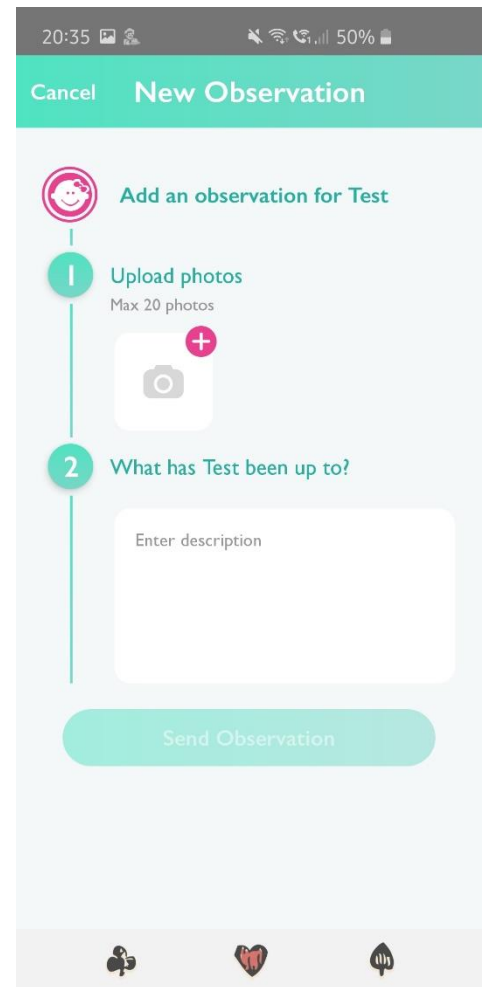 20:35 50%
Cancel New Observation
Add an observation for Test
1 Upload photos
Max 20 photos
2 What has Test been up to?
Enter description
Send Observation